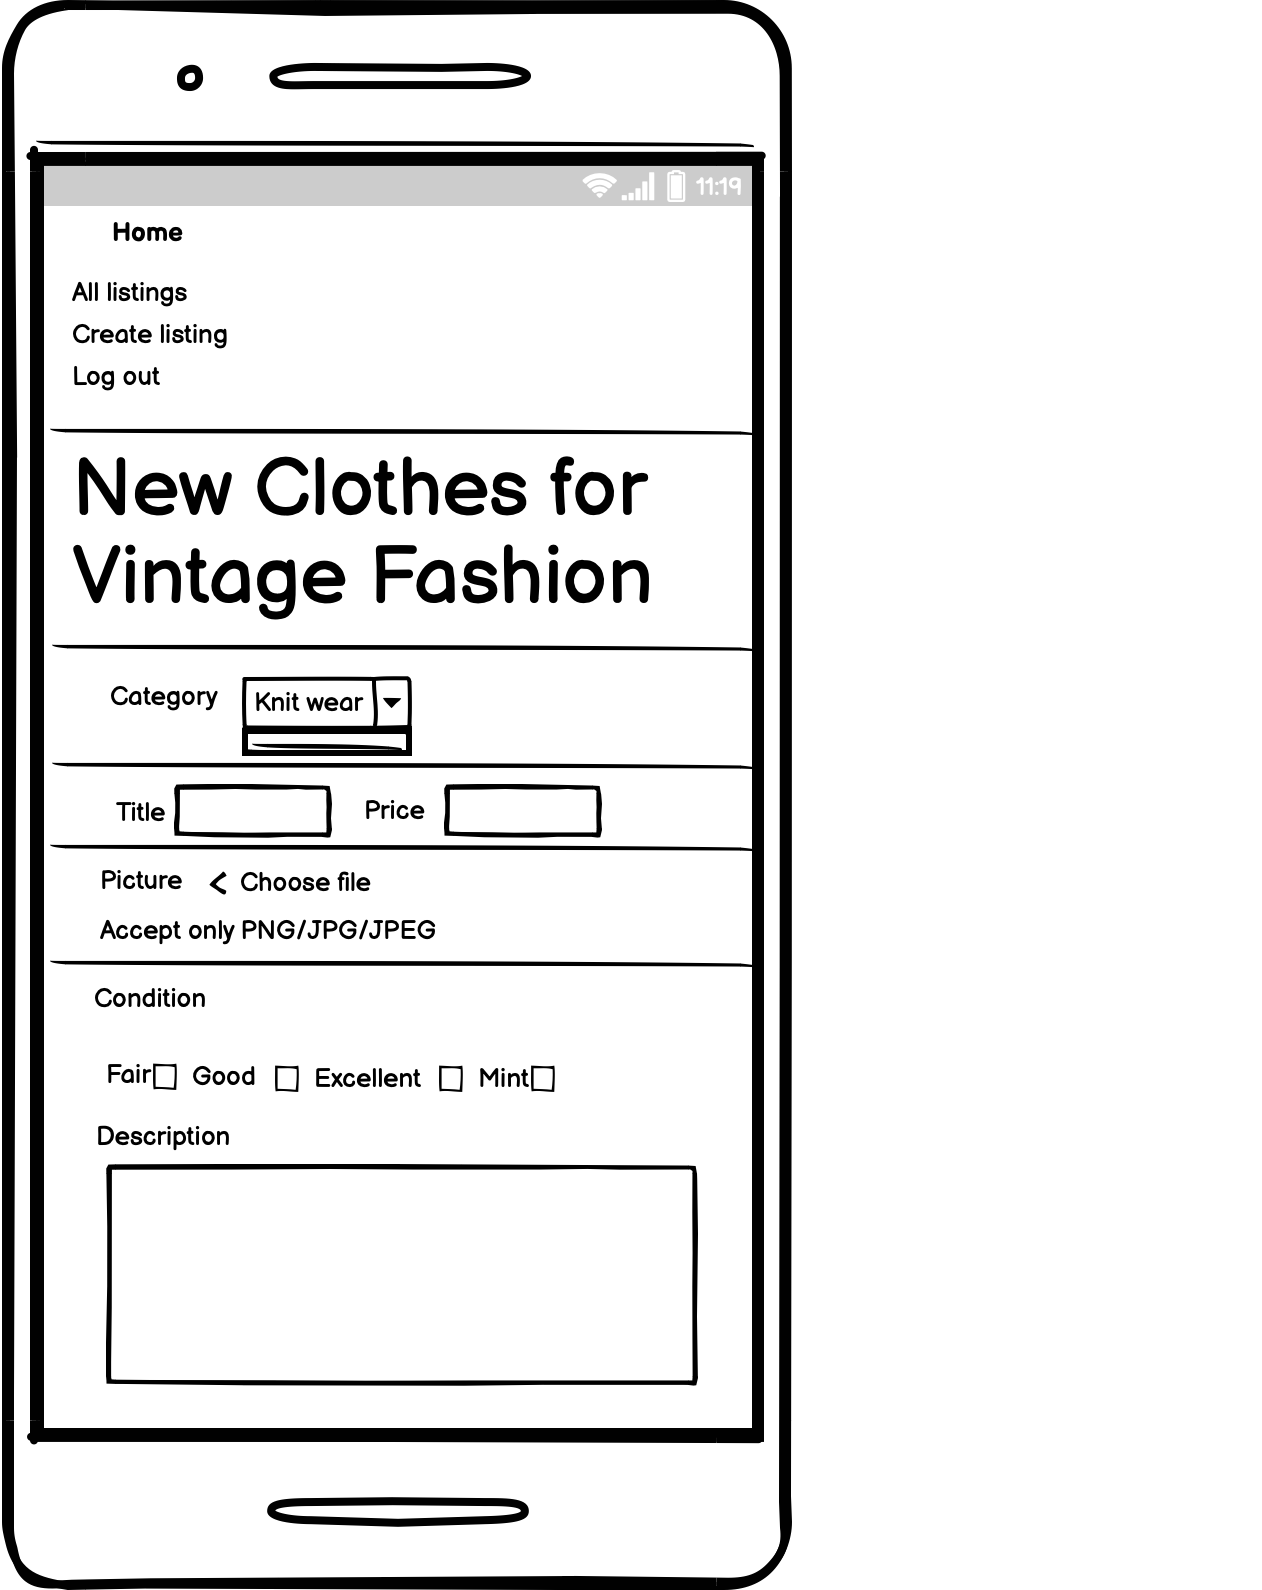 11:19
Home
All listings
Create listing
Log out
New Clothes for
Vintage Fashion
Category Knit wear
Title Price
Picture < Choose file
Accept only PNG/JPG/JPEG
Condition
Fair Good Excellent Mint
Description